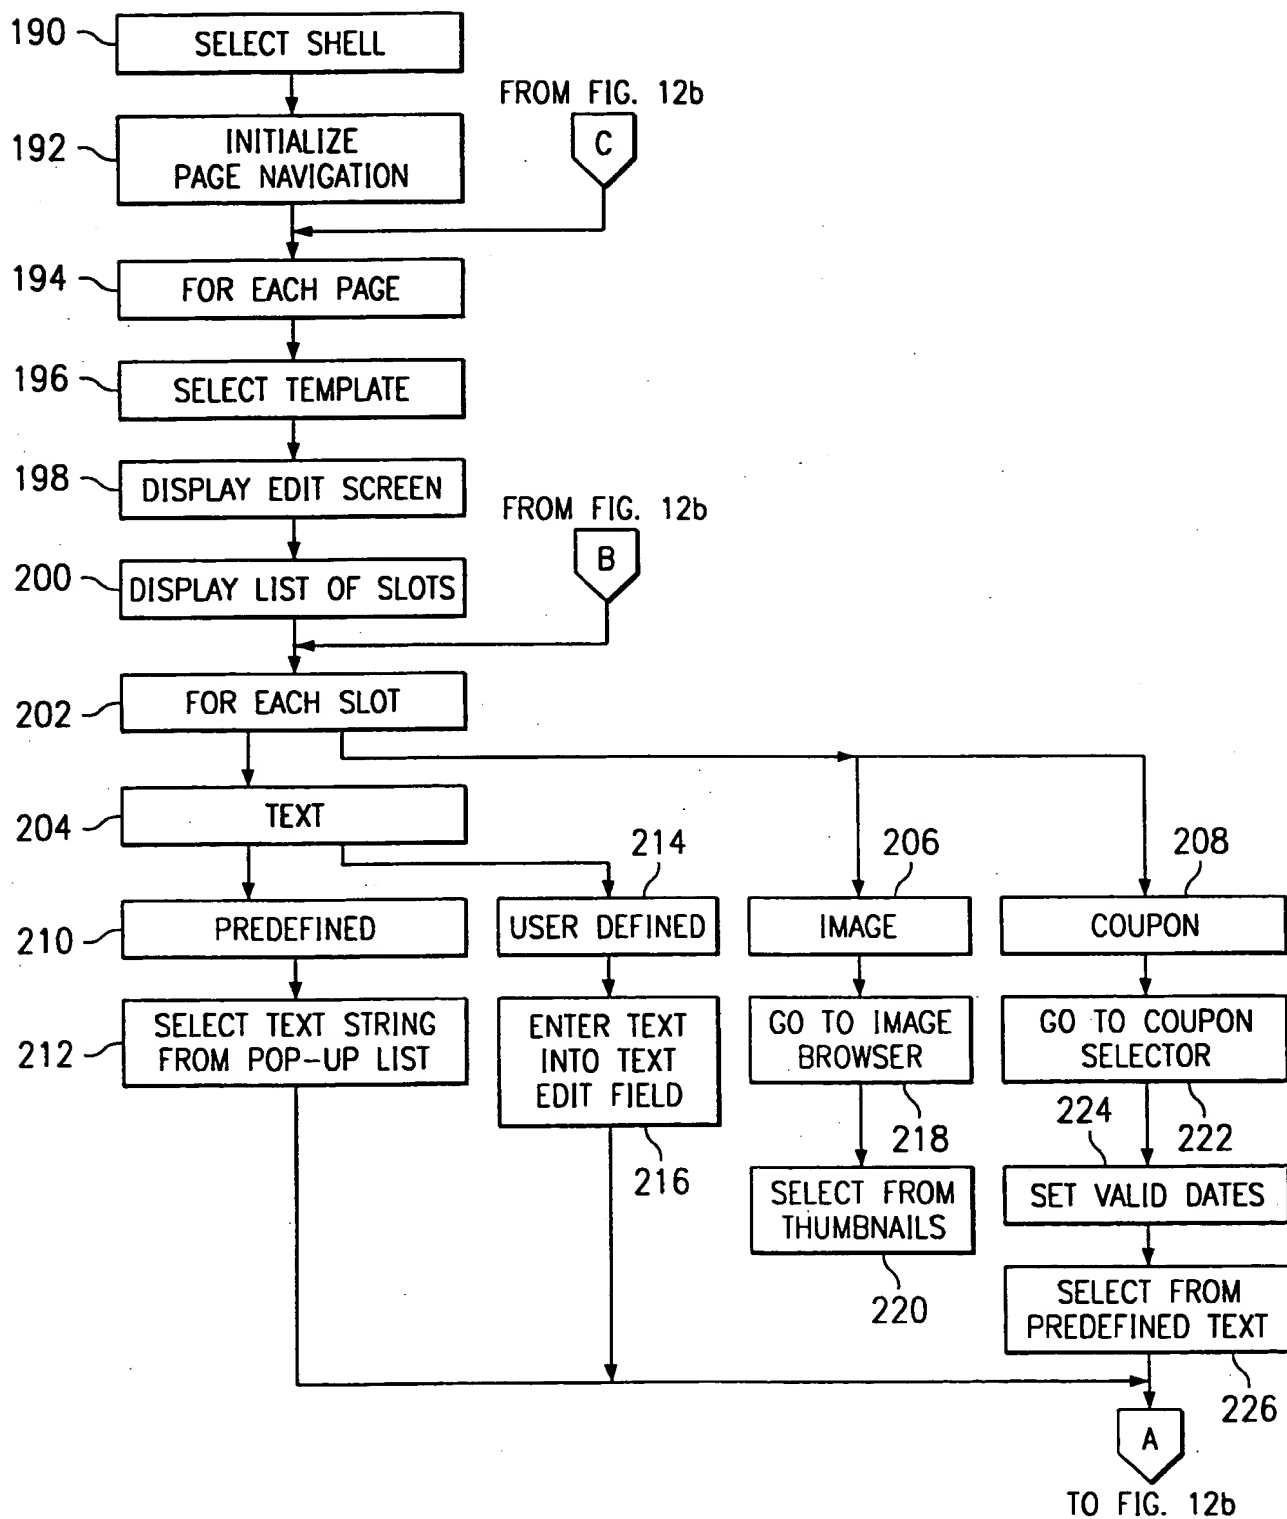 190
SELECT SHELL
FROM FIG. 12b
C
192
INITIALIZE
PAGE NAVIGATION
194
FOR EACH PAGE
196
SELECT TEMPLATE
198
DISPLAY EDIT SCREEN
FROM FIG. 12b
B
200
DISPLAY LIST OF SLOTS
202
FOR EACH SLOT
204
TEXT
214
206
208
210
PREDEFINED
USER DEFINED
IMAGE
COUPON
212
SELECT TEXT STRING
FROM POP-UP LIST
ENTER TEXT
INTO TEXT
EDIT FIELD
GO TO IMAGE
BROWSER
GO TO COUPON
SELECTOR
216
218
224
222
SELECT FROM
THUMBNAILS
SET VALID DATES
220
SELECT FROM
PREDEFINED TEXT
226
A
TO FIG. 12b